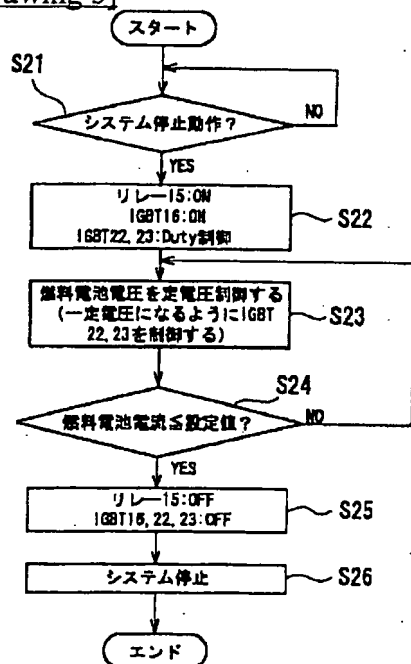 スタート
S21
システム停止動作?
NO
YES
リレー15:ON
IGBT16:ON
IGBT22,23:Duty制御
S22
燃料電池電圧を定電圧制御する
(一定電圧になるようにIGBT
22,23を制御する)
S23
S24
燃料電池電流≦設定値?
NO
YES
リレー15:OFF
IGBT16,22,23:OFF
S25
システム停止
S26
エンド